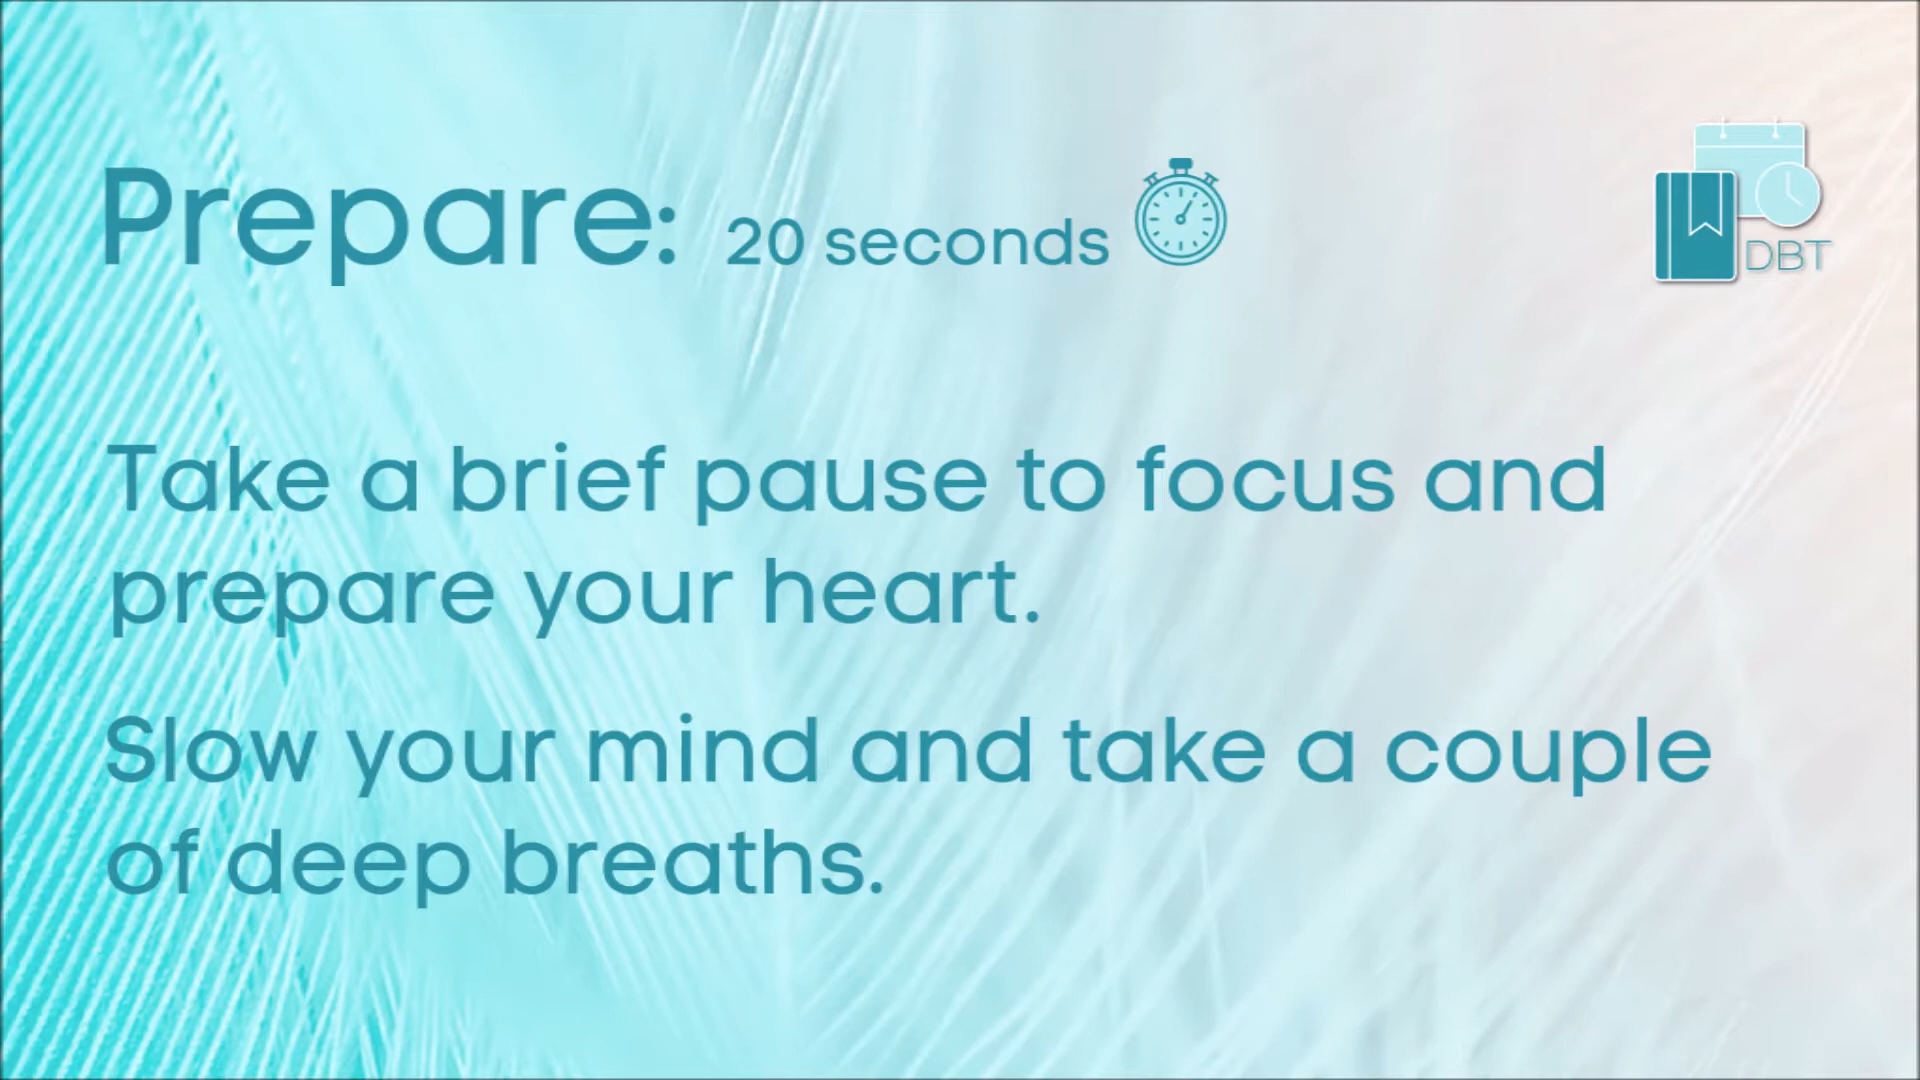 Prepare: 20 seconds
DBT
Take a brief pause to focus and
prepare your heart.
Slow your mind and take a couple
of deep breaths.